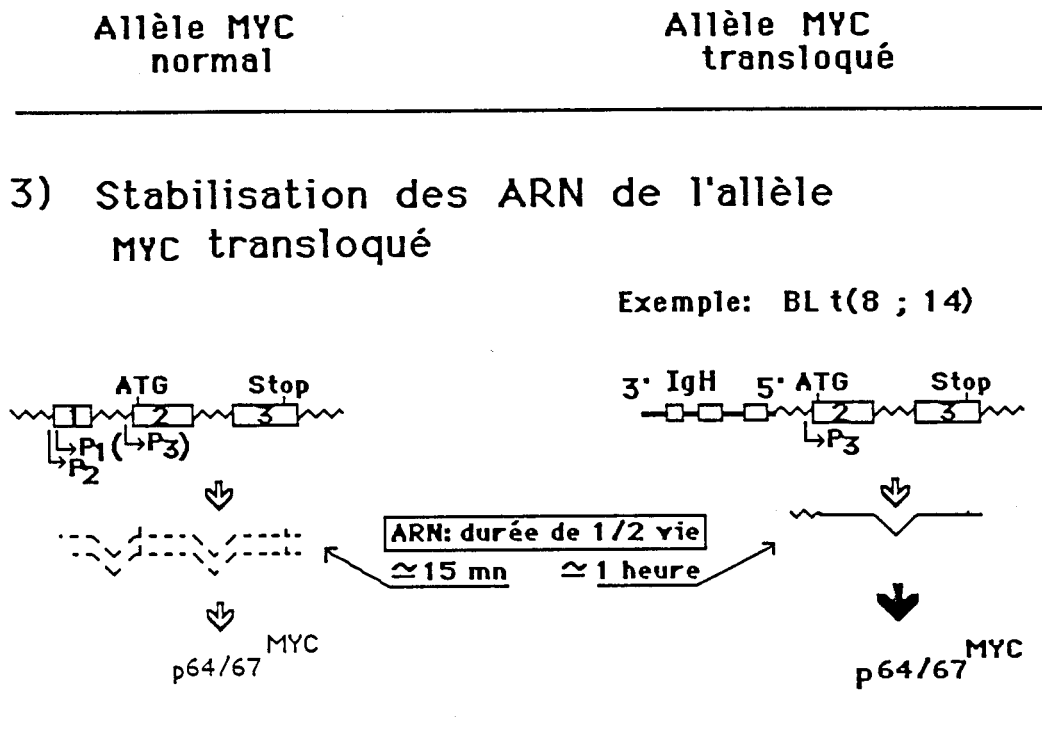 Allèle MYC normal
Allèle MYC transloqué
3) Stabilisation des ARN de l'allèle
MYC transloqué
Exemple: BL t(8 ; 14)
ATG Stop
1 2 3
P1 (P3)
P2
3' IgH 5' ATG Stop
2 3
P3
ARN: durée de 1/2 vie
≃15 mn ≃ 1 heure
p64/67 MYC
p64/67 MYC